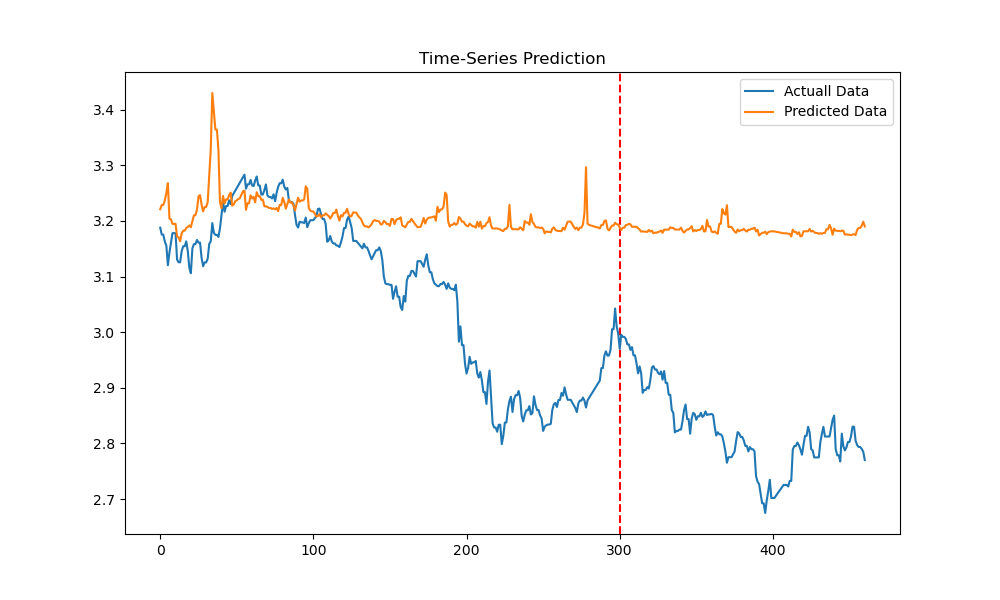 Time-Series Prediction
Actuall Data
Predicted Data
3.4
3.3
3.2
3.1
3.0
2.9
2.8
2.7
0 100 200 300 400